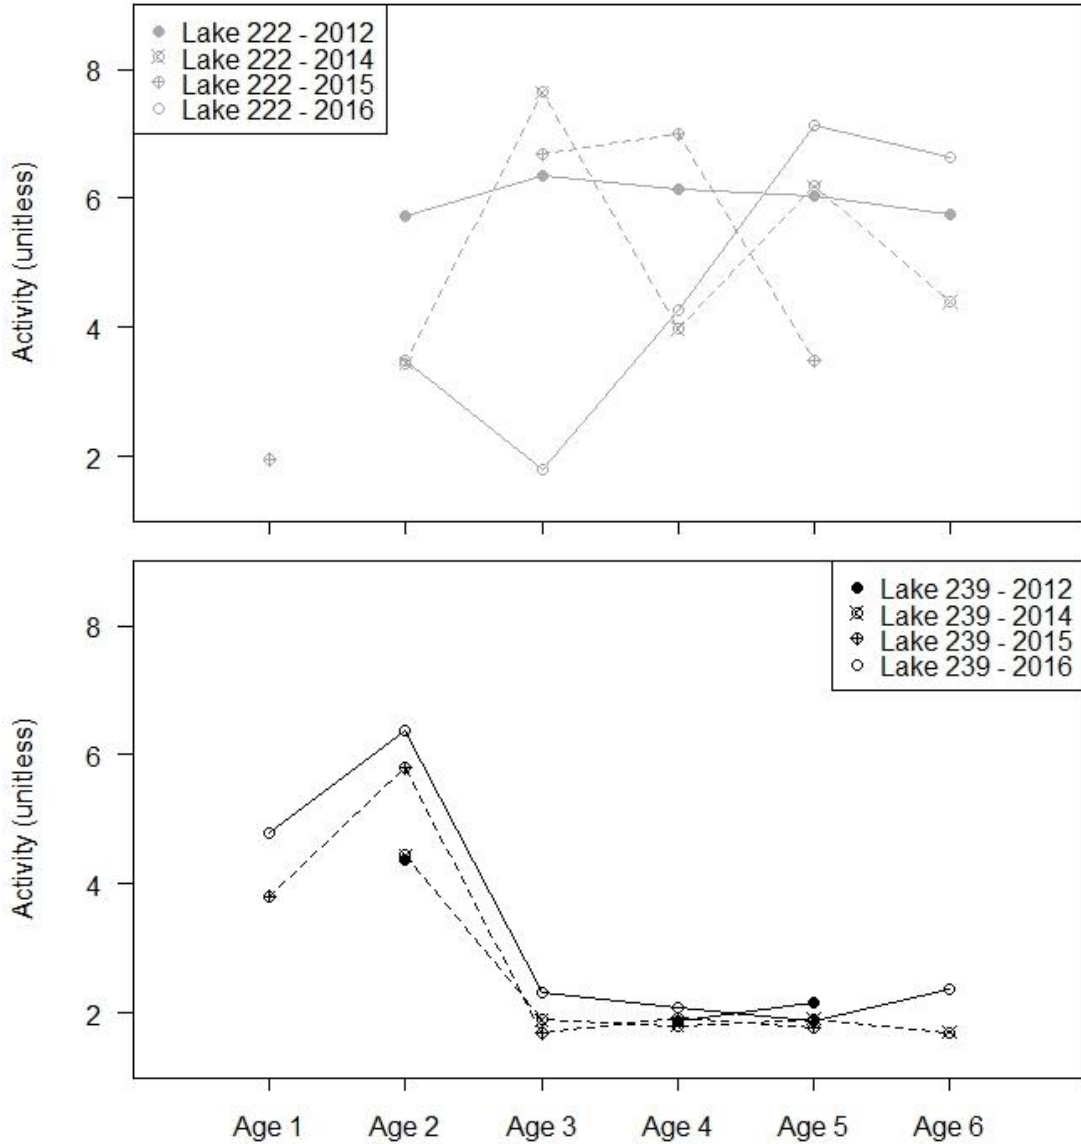 Lake 222 - 2012
Lake 222 - 2014
Lake 222 - 2015
Lake 222 - 2016
Activity (unitless)
8
6
4
2
Lake 239 - 2012
Lake 239 - 2014
Lake 239 - 2015
Lake 239 - 2016
Activity (unitless)
8
6
4
2
Age 1 Age 2 Age 3 Age 4 Age 5 Age 6